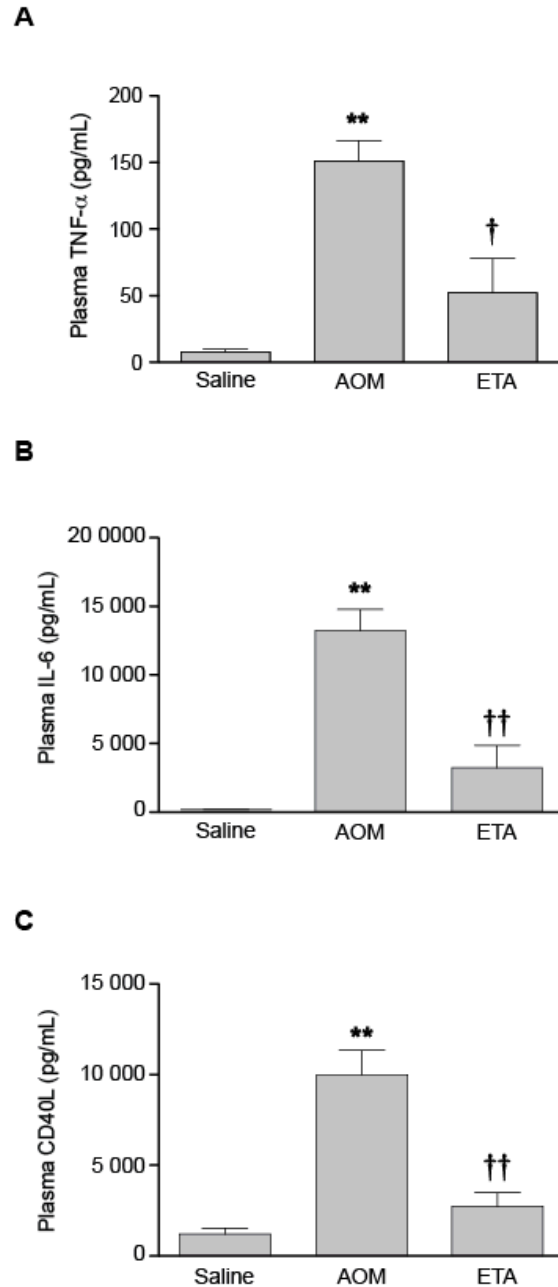 A
Plasma TNF-α (pg/mL)
200
150
100
50
0
**
†
Saline AOM ETA
B
Plasma IL-6 (pg/mL)
20 0000
15 000
10 000
5 000
0
**
††
Saline AOM ETA
C
Plasma CD40L (pg/mL)
15 000
10 000
5 000
0
**
††
Saline AOM ETA